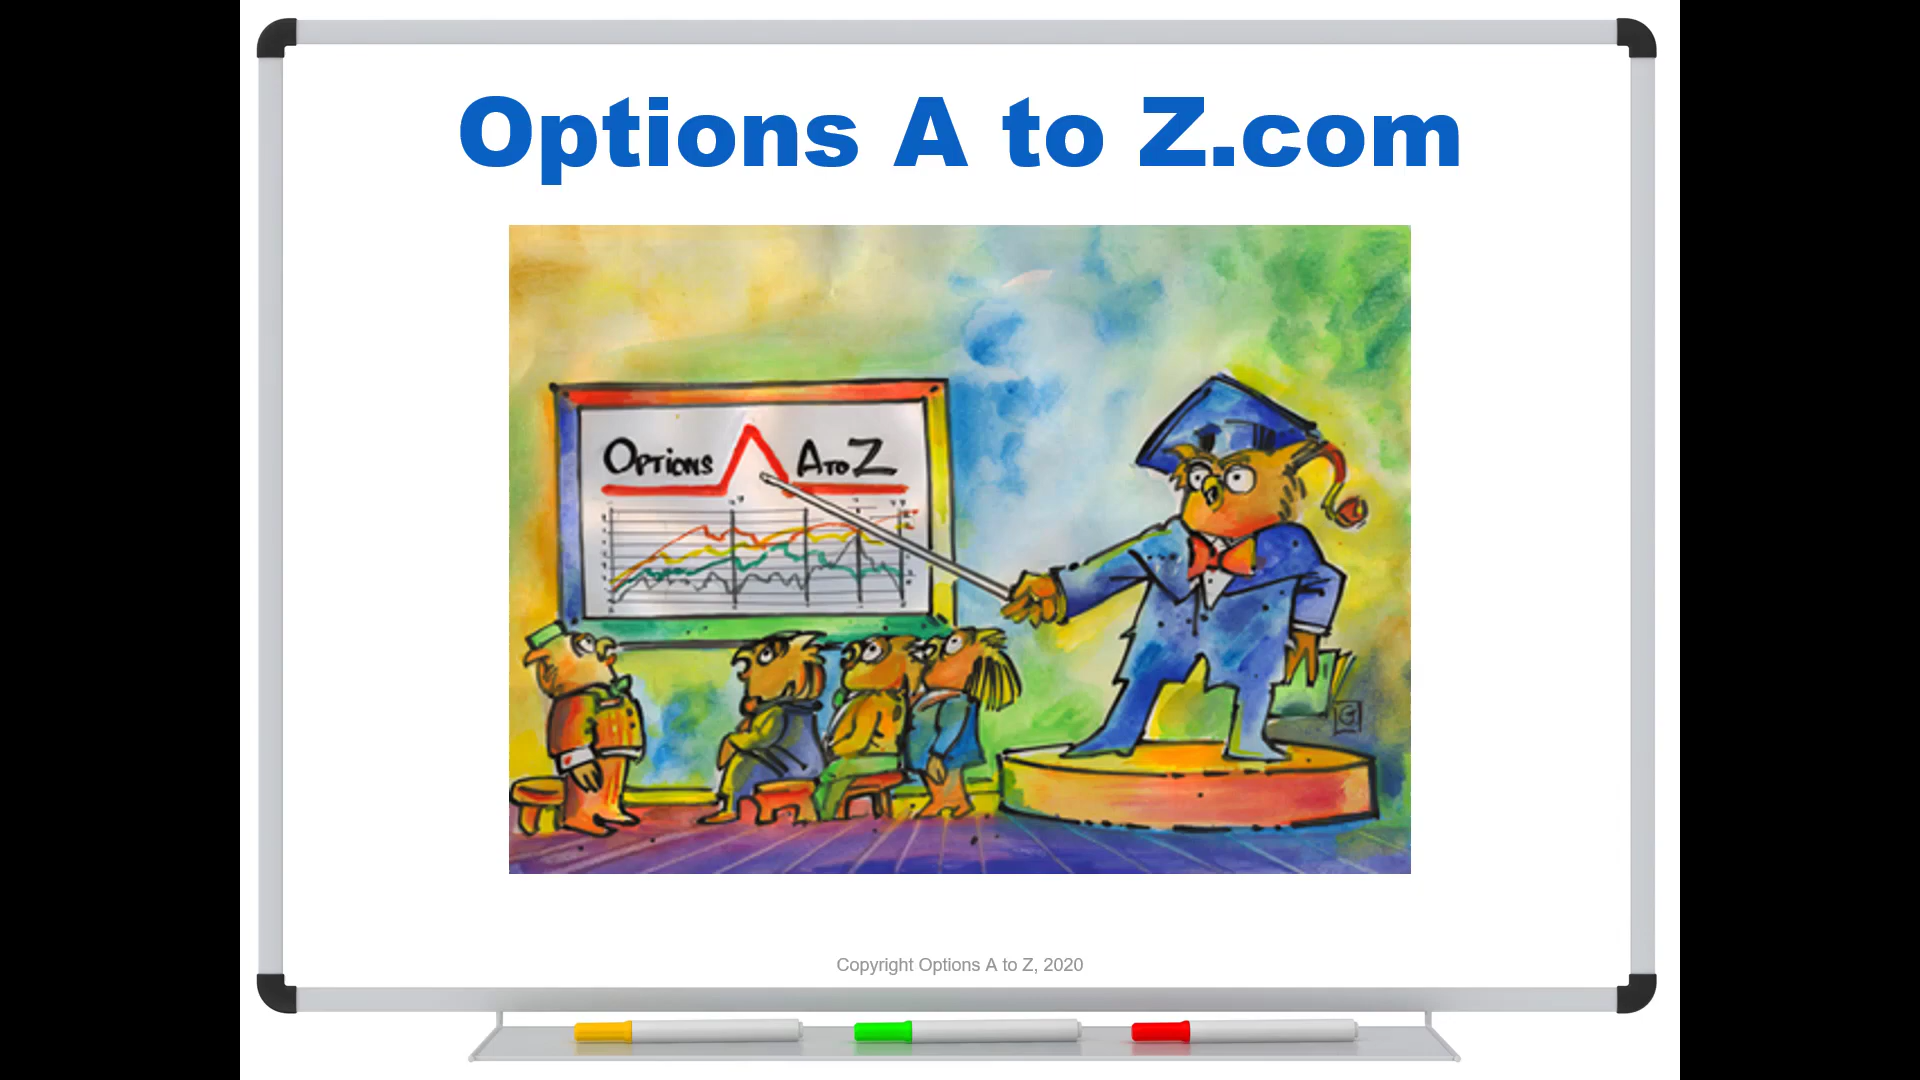 Options A to Z.com
Options A to Z
G
Copyright Options A to Z, 2020